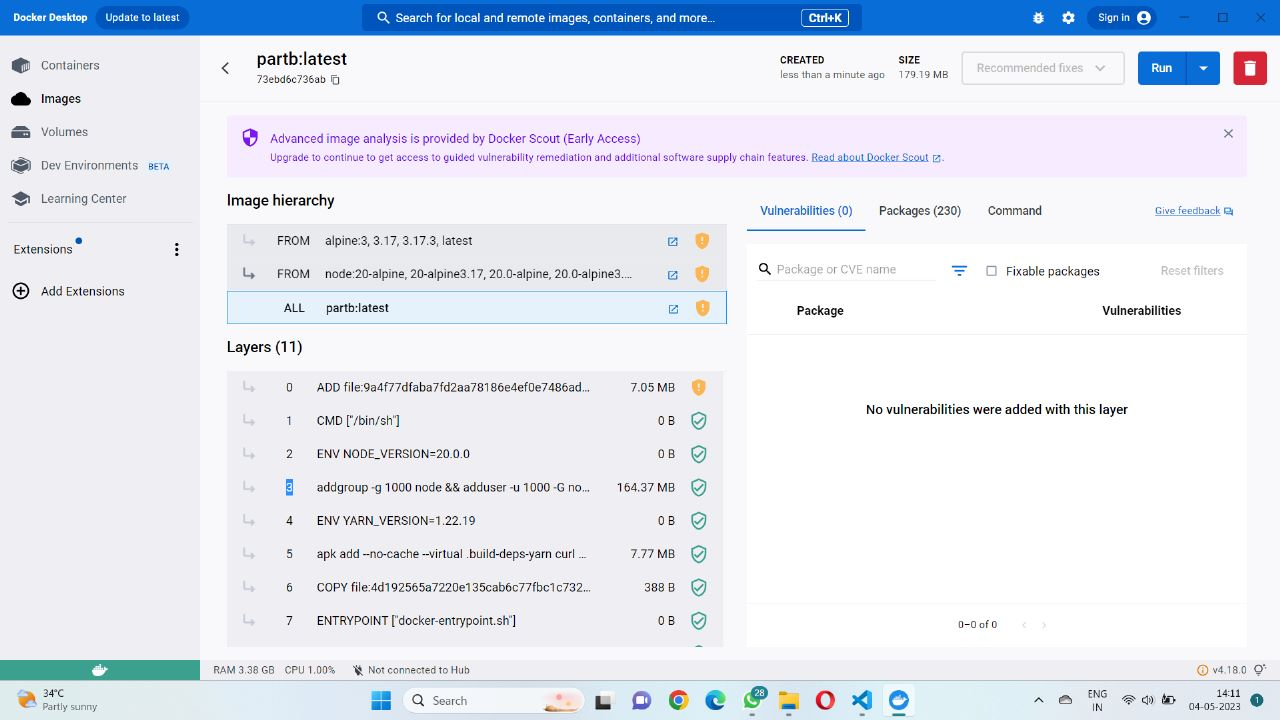 Docker Desktop Update to latest Search for local and remote images, containers, and more... Ctrl+K Sign in
Containers
Images
Volumes
Dev Environments BETA
Learning Center
Extensions
Add Extensions
partb:latest
73ebd6c736ab
CREATED
less than a minute ago
SIZE
179.19 MB
Recommended fixes
Run
Advanced image analysis is provided by Docker Scout (Early Access)
Upgrade to continue to get access to guided vulnerability remediation and additional software supply chain features. Read about Docker Scout .
Image hierarchy
FROM alpine:3, 3.17, 3.17.3, latest
FROM node:20-alpine, 20-alpine3.17, 20.0-alpine, 20.0-alpine3....
ALL partb:latest
Layers (11)
0 ADD file:9a4f77dfaba7fd2aa78186e4ef0e7486ad... 7.05 MB
1 CMD ["/bin/sh"] 0 B
2 ENV NODE_VERSION=20.0.0 0 B
3 addgroup -g 1000 node && adduser -u 1000 -G no... 164.37 MB
4 ENV YARN_VERSION=1.22.19 0 B
5 apk add --no-cache --virtual .build-deps-yarn curl ... 7.77 MB
6 COPY file:4d192565a7220e135cab6c77fbc1c732... 388 B
7 ENTRYPOINT ["docker-entrypoint.sh"] 0 B
Vulnerabilities (0) Packages (230) Command Give feedback
Package or CVE name Fixable packages Reset filters
Package Vulnerabilities
No vulnerabilities were added with this layer
0–0 of 0
RAM 3.38 GB CPU 1.00% Not connected to Hub v4.18.0
34°C
Partly sunny
Search
28
ENG
IN
14:11
04-05-2023
1